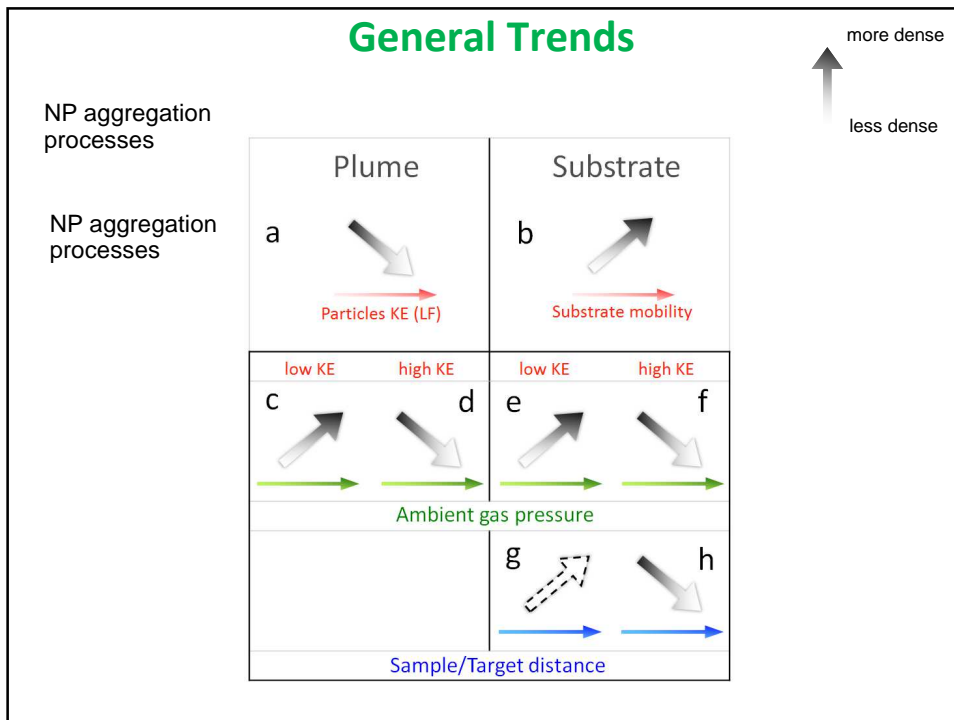 General Trends
more dense
less dense
NP aggregation
processes
NP aggregation
processes
Plume
Substrate
a
b
Particles KE (LF)
Substrate mobility
low KE
high KE
low KE
high KE
c
d
e
f
Ambient gas pressure
g
h
Sample/Target distance